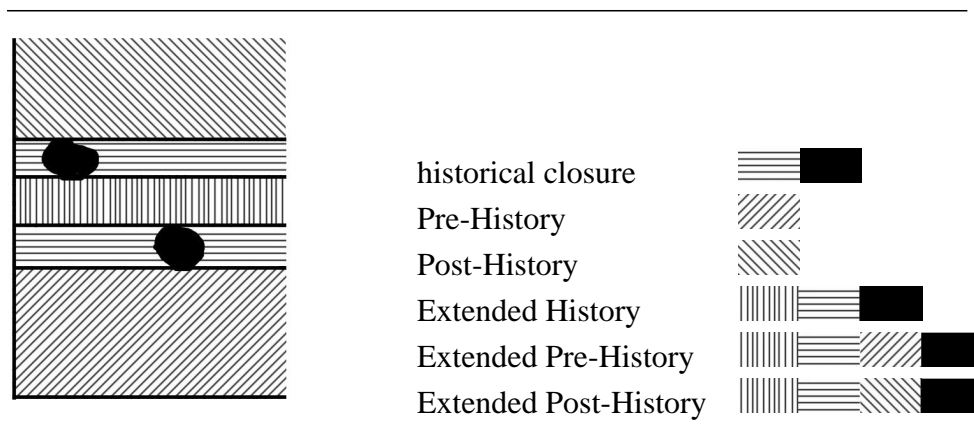 historical closure
Pre-History
Post-History
Extended History
Extended Pre-History
Extended Post-History